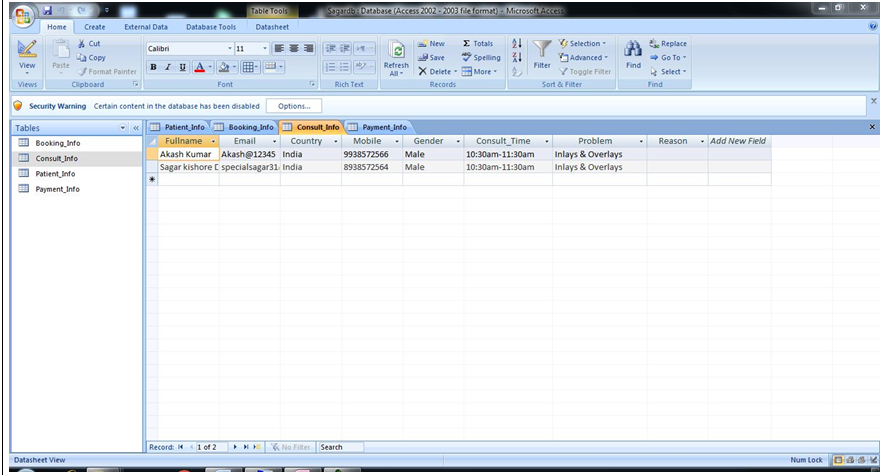 Table Tools
Sagardb : Database (Access 2002 - 2003 file format) - Microsoft Access
Home Create External Data Database Tools Datasheet
View
Views
Paste
Cut
Copy
Format Painter
Clipboard
Calibri 11
B I U A
Font
Rich Text
Refresh All
New
Save
Delete
Totals
Spelling
More
Records
Filter
Selection
Advanced
Toggle Filter
Sort & Filter
Find
Replace
Go To
Select
Find
Security Warning Certain content in the database has been disabled Options...
Tables
Booking_Info
Consult_Info
Patient_Info
Payment_Info
Patient_Info Booking_Info Consult_Info Payment_Info
Fullname Email Country Mobile Gender Consult_Time Problem Reason Add New Field
Akash Kumar Akash@12345 India 9938572566 Male 10:30am-11:30am Inlays & Overlays
Sagar kishore D specialsagar31 India 8938572564 Male 10:30am-11:30am Inlays & Overlays
Record: 1 of 2 No Filter Search
Datasheet View Num Lock